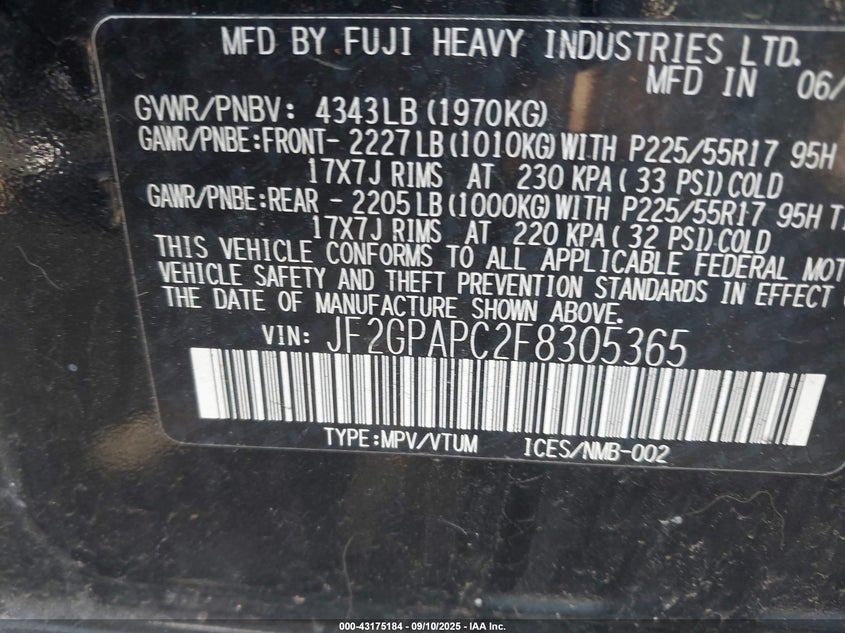 MFD BY FUJI HEAVY INDUSTRIES LTD.
MFD IN 06/
GVWR/PNBV: 4343LB (1970KG)
GAWR/PNBE:FRONT- 2227LB(1010KG)WITH P225/55R17 95H
17X7J RIMS AT 230 KPA( 33 PSI)COLD
GAWR/PNBE:REAR - 2205LB(1000KG)WITH P225/55R17 95H
17X7J RIMS AT 220 KPA( 32 PSI)COLD
THIS VEHICLE CONFORMS TO ALL APPLICABLE FEDERAL MOT
VEHICLE SAFETY AND THEFT PREVENTION STANDARDS IN EFFECT
THE DATE OF MANUFACTURE SHOWN ABOVE.
VIN: JF2GPAPC2F8305365
TYPE:MPV/VTUM ICES/NMB-002
000-43175184 - 09/10/2025 - IAA Inc.